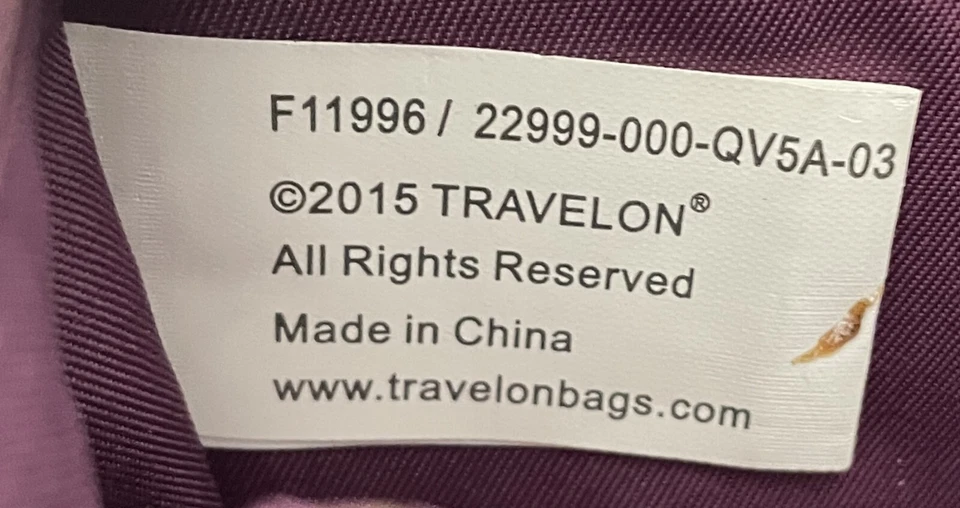 F11996 / 22999-000-QV5A-03
©2015 TRAVELON®
All Rights Reserved
Made in China
www.travelonbags.com